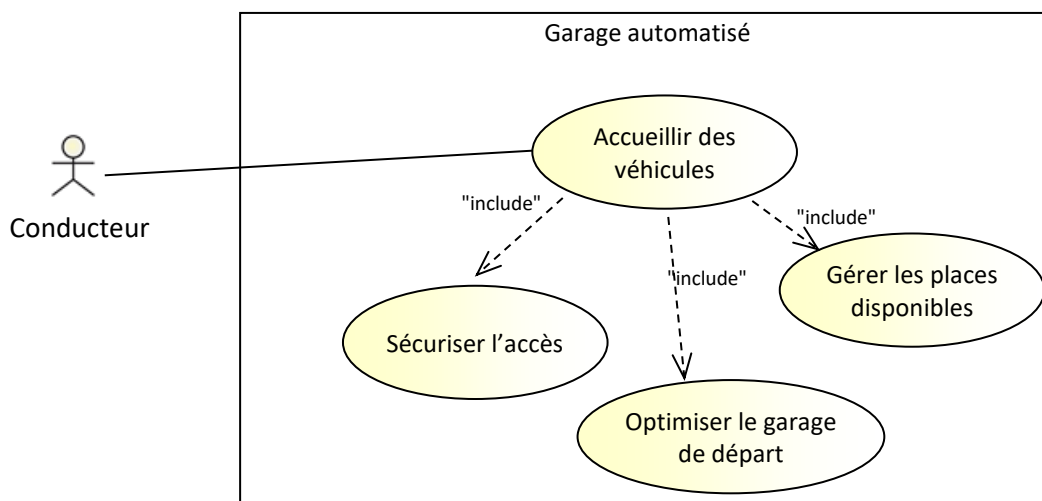 Garage automatisé
Accueillir des
véhicules
Conducteur
"include"
"include"
"include"
Gérer les places
disponibles
Sécuriser l’accès
Optimiser le garage
de départ